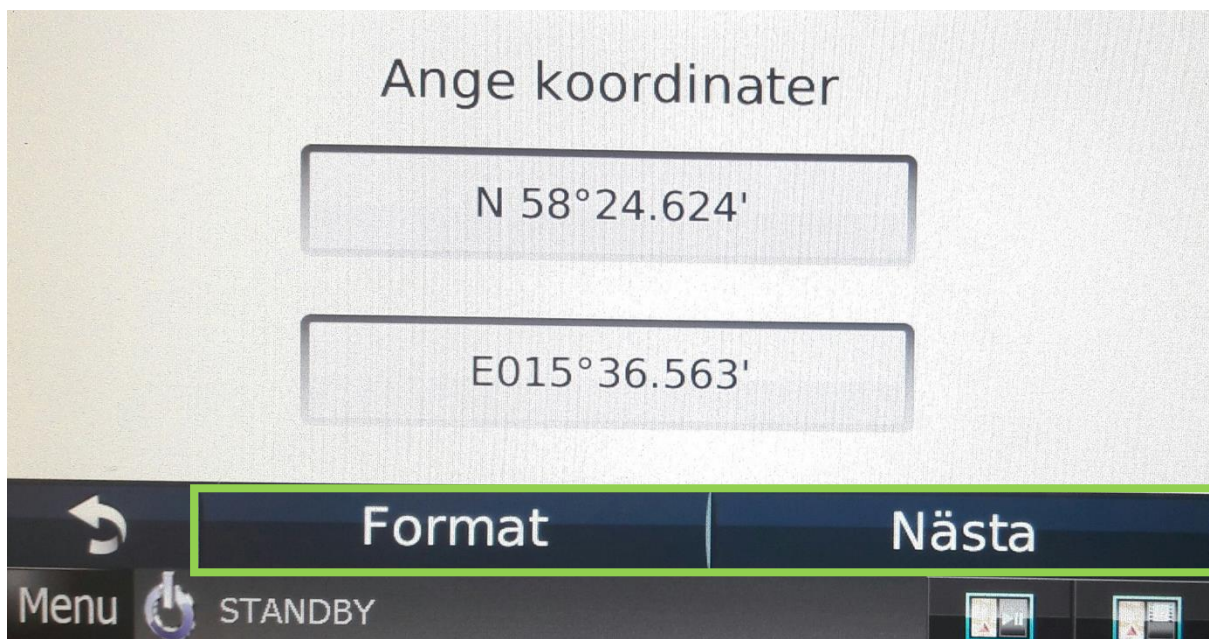 Ange koordinater
N 58°24.624'
E015°36.563'
Format Nästa
Menu STANDBY